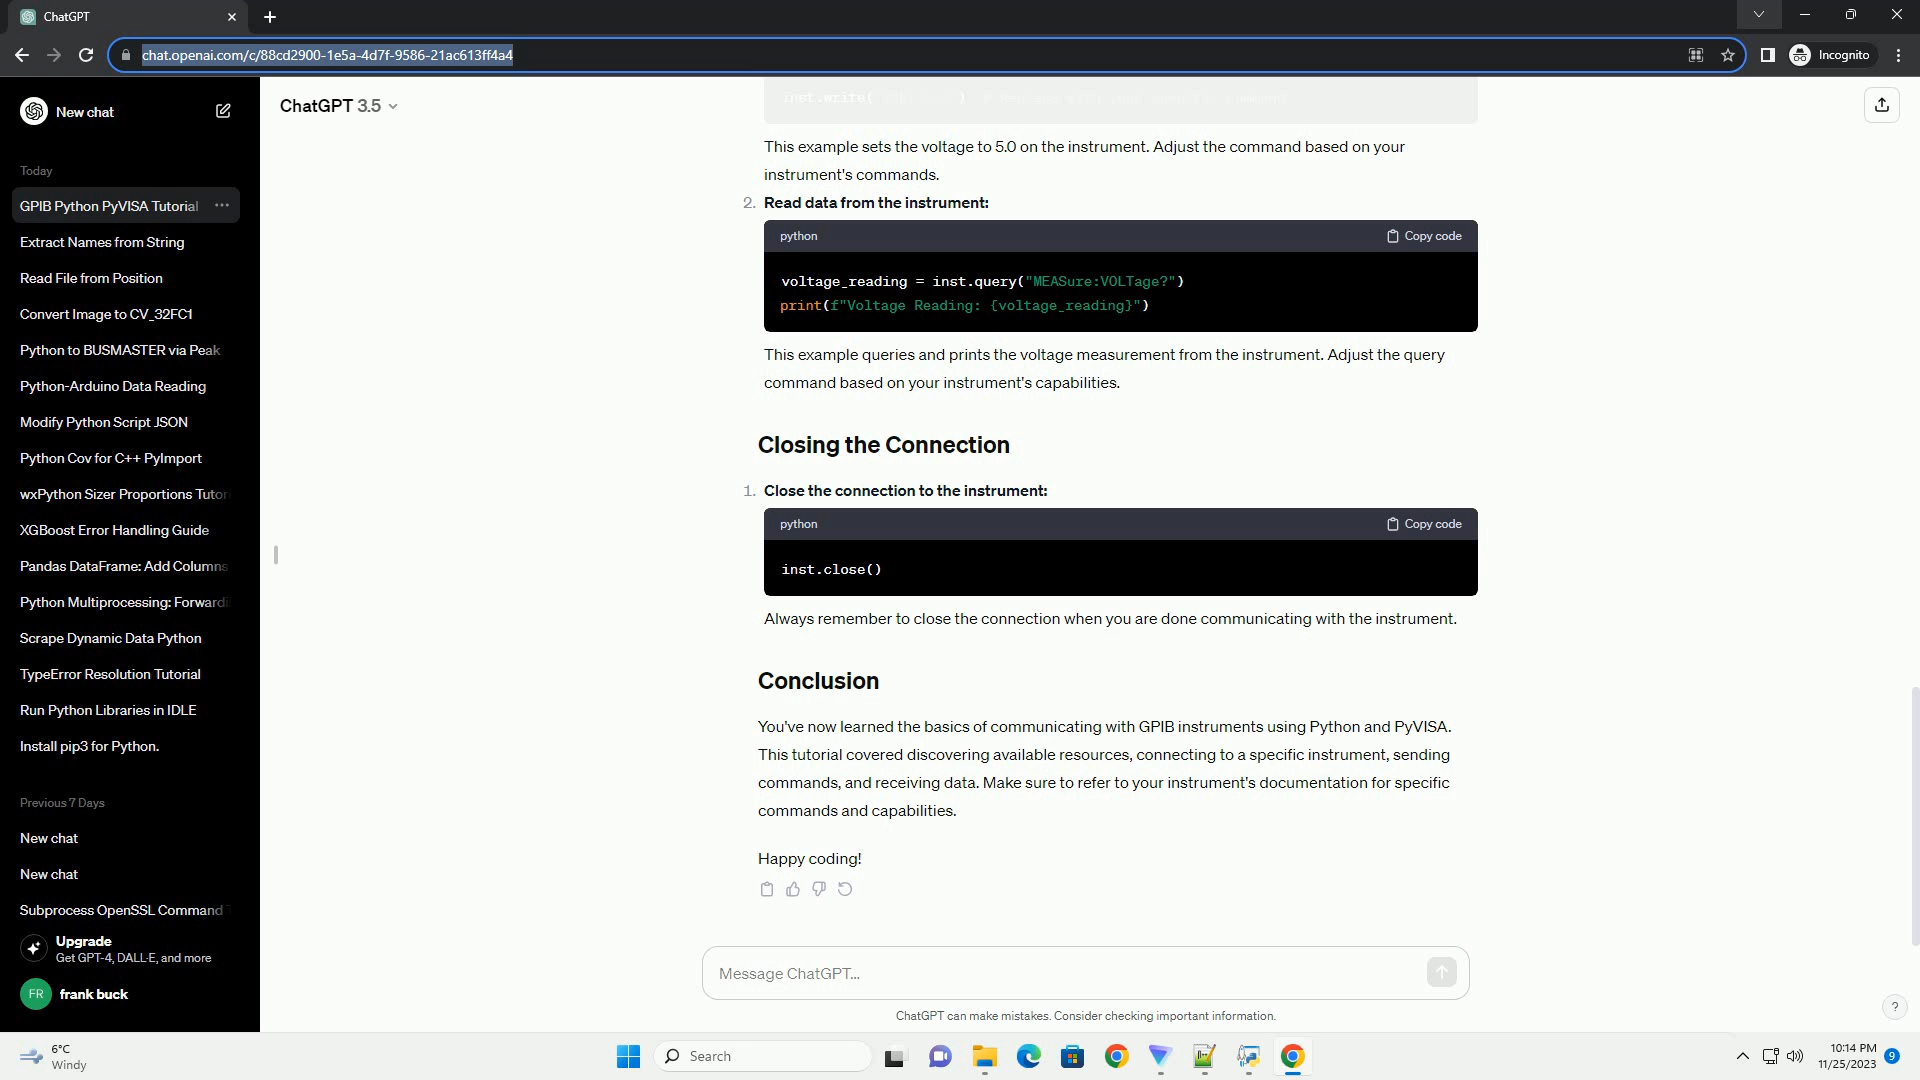 ChatGPT
chat.openai.com/c/88cd2900-1e5a-4d7f-9586-21ac613ff4a4
Incognito
New chat
Today
GPIB Python PyVISA Tutorial
Extract Names from String
Read File from Position
Convert Image to CV_32FC1
Python to BUSMASTER via Peak
Python-Arduino Data Reading
Modify Python Script JSON
Python Cov for C++ PyImport
wxPython Sizer Proportions Tutor
XGBoost Error Handling Guide
Pandas DataFrame: Add Columns
Python Multiprocessing: Forwardi
Scrape Dynamic Data Python
TypeError Resolution Tutorial
Run Python Libraries in IDLE
Install pip3 for Python.
Previous 7 Days
New chat
New chat
Subprocess OpenSSL Command
Upgrade
Get GPT-4, DALL·E, and more
FR
frank buck
ChatGPT 3.5
inst.write(
This example sets the voltage to 5.0 on the instrument. Adjust the command based on your
instrument's commands.
2. Read data from the instrument:
python Copy code
voltage_reading = inst.query("MEASure:VOLTage?")
print(f"Voltage Reading: {voltage_reading}")
This example queries and prints the voltage measurement from the instrument. Adjust the query
command based on your instrument's capabilities.
Closing the Connection
1. Close the connection to the instrument:
python Copy code
inst.close()
Always remember to close the connection when you are done communicating with the instrument.
Conclusion
You've now learned the basics of communicating with GPIB instruments using Python and PyVISA.
This tutorial covered discovering available resources, connecting to a specific instrument, sending
commands, and receiving data. Make sure to refer to your instrument's documentation for specific
commands and capabilities.
Happy coding!
Message ChatGPT...
ChatGPT can make mistakes. Consider checking important information.
?
6°C
Windy
Search
10:14 PM
11/25/2023
9